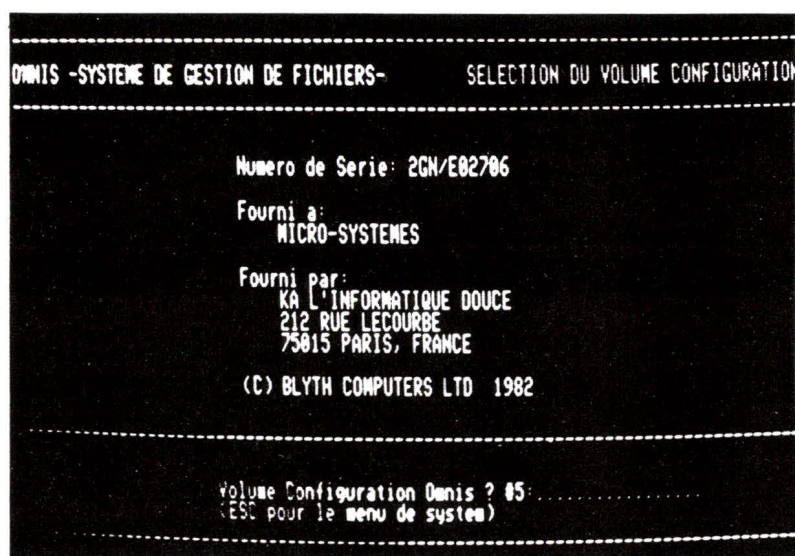 OMNIS -SYSTEME DE GESTION DE FICHIERS- SELECTION DU VOLUME CONFIGURATION
Numero de Serie: 2GN/E02706
Fourni a:
MICRO-SYSTEMES
Fourni par:
KA L'INFORMATIQUE DOUCE
212 RUE LECOURBE
75015 PARIS, FRANCE
(C) BLYTH COMPUTERS LTD 1982
Volume Configuration Omnis ? #5:.................
(ESC pour le menu de system)